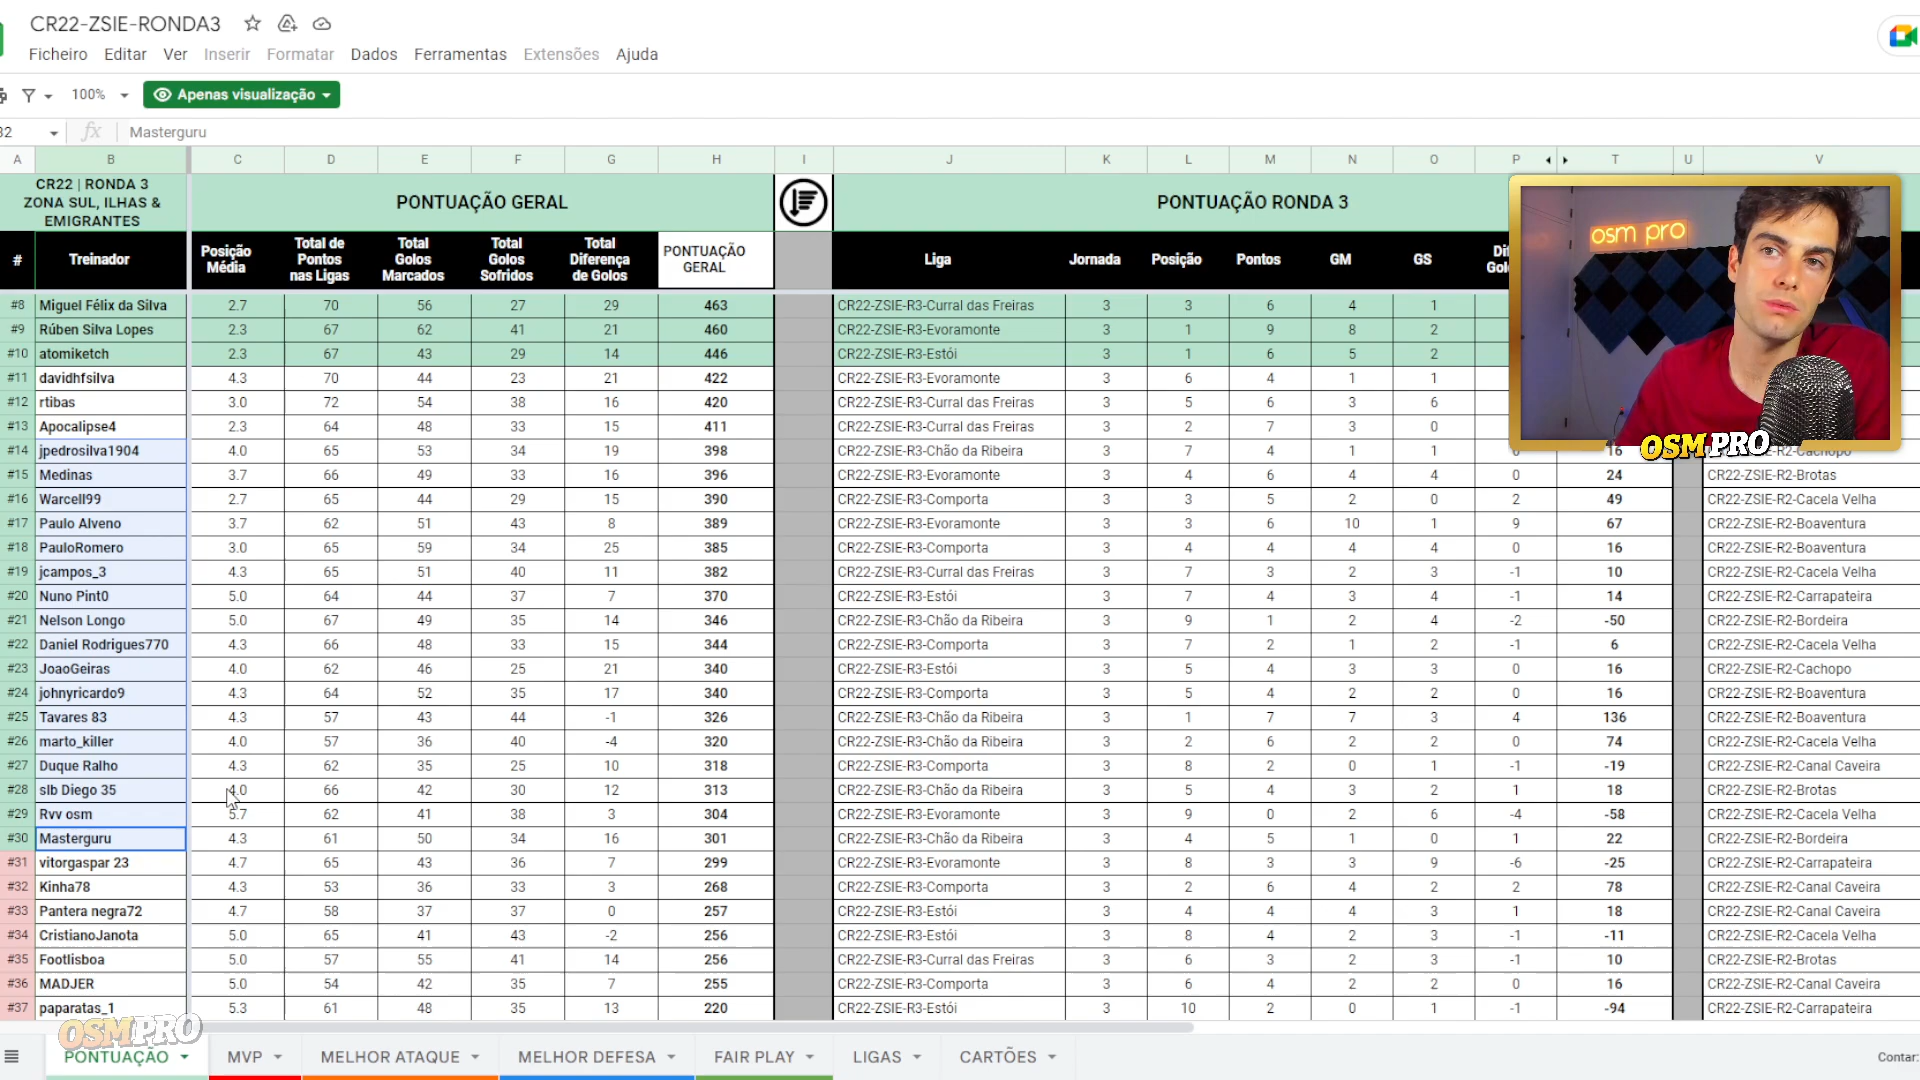 CR22-ZSIE-RONDA3
Ficheiro Editar Ver Inserir Formatar Dados Ferramentas Extensões Ajuda
100% Apenas visualização
32 fx Masterguru
A B C D E F G H I J K L M N O P T U V
CR22 | RONDA 3
ZONA SUL, ILHAS &
EMIGRANTES
PONTUAÇÃO GERAL
PONTUAÇÃO RONDA 3
# Treinador Posição Média Total de Pontos nas Ligas Total Golos Marcados Total Golos Sofridos Total Diferença de Golos PONTUAÇÃO GERAL Liga Jornada Posição Pontos GM GS
#8 Miguel Félix da Silva 2.7 70 56 27 29 463 CR22-ZSIE-R3-Curral das Freiras 3 3 6 4 1
#9 Rúben Silva Lopes 2.3 67 62 41 21 460 CR22-ZSIE-R3-Evoramonte 3 1 9 8 2
#10 atomiketch 2.3 67 43 29 14 446 CR22-ZSIE-R3-Estói 3 1 6 5 2
#11 davidhfsilva 4.3 70 44 23 21 422 CR22-ZSIE-R3-Evoramonte 3 6 4 1 1
#12 rtibas 3.0 72 54 38 16 420 CR22-ZSIE-R3-Curral das Freiras 3 5 6 3 6
#13 Apocalipse4 2.3 64 48 33 15 411 CR22-ZSIE-R3-Curral das Freiras 3 2 7 3 0
#14 jpedrosilva1904 4.0 65 53 34 19 398 CR22-ZSIE-R3-Chão da Ribeira 3 7 4 1 1 0 16 CR22-ZSIE-R2-Cachopo
#15 Medinas 3.7 66 49 33 16 396 CR22-ZSIE-R3-Evoramonte 3 4 6 4 4 0 24 CR22-ZSIE-R2-Brotas
#16 Warcell99 2.7 65 44 29 15 390 CR22-ZSIE-R3-Comporta 3 3 5 2 0 2 49 CR22-ZSIE-R2-Cacela Velha
#17 Paulo Alveno 3.7 62 51 43 8 389 CR22-ZSIE-R3-Evoramonte 3 3 6 10 1 9 67 CR22-ZSIE-R2-Boaventura
#18 PauloRomero 3.0 65 59 34 25 385 CR22-ZSIE-R3-Comporta 3 4 4 4 4 0 16 CR22-ZSIE-R2-Boaventura
#19 jcampos_3 4.3 65 51 40 11 382 CR22-ZSIE-R3-Curral das Freiras 3 7 3 2 3 -1 10 CR22-ZSIE-R2-Cacela Velha
#20 Nuno Pint0 5.0 64 44 37 7 370 CR22-ZSIE-R3-Estói 3 7 4 3 4 -1 14 CR22-ZSIE-R2-Carrapateira
#21 Nelson Longo 5.0 67 49 35 14 346 CR22-ZSIE-R3-Chão da Ribeira 3 9 1 2 4 -2 -50 CR22-ZSIE-R2-Bordeira
#22 Daniel Rodrigues770 4.3 66 48 33 15 344 CR22-ZSIE-R3-Comporta 3 7 2 1 2 -1 6 CR22-ZSIE-R2-Cacela Velha
#23 JoaoGeiras 4.0 62 46 25 21 340 CR22-ZSIE-R3-Estói 3 5 4 3 3 0 16 CR22-ZSIE-R2-Cachopo
#24 johnyricardo9 4.3 64 52 35 17 340 CR22-ZSIE-R3-Comporta 3 5 4 2 2 0 16 CR22-ZSIE-R2-Boaventura
#25 Tavares 83 4.3 57 43 44 -1 326 CR22-ZSIE-R3-Chão da Ribeira 3 1 7 7 3 4 136 CR22-ZSIE-R2-Boaventura
#26 marto_killer 4.0 57 36 40 -4 320 CR22-ZSIE-R3-Chão da Ribeira 3 2 6 2 2 0 74 CR22-ZSIE-R2-Cacela Velha
#27 Duque Ralho 4.3 62 35 25 10 318 CR22-ZSIE-R3-Comporta 3 8 2 0 1 -1 -19 CR22-ZSIE-R2-Canal Caveira
#28 slb Diego 35 4.0 66 42 30 12 313 CR22-ZSIE-R3-Chão da Ribeira 3 5 4 3 2 1 18 CR22-ZSIE-R2-Brotas
#29 Rvv osm 5.7 62 41 38 3 304 CR22-ZSIE-R3-Evoramonte 3 9 0 2 6 -4 -58 CR22-ZSIE-R2-Carrapateira
#30 Masterguru 4.3 61 50 34 16 301 CR22-ZSIE-R3-Chão da Ribeira 3 4 5 1 0 1 22 CR22-ZSIE-R2-Bordeira
#31 vitorgaspar 23 4.7 65 43 36 7 299 CR22-ZSIE-R3-Evoramonte 3 8 3 3 9 -6 -25 CR22-ZSIE-R2-Carrapateira
#32 Kinha78 4.3 53 36 33 3 268 CR22-ZSIE-R3-Comporta 3 2 6 4 2 2 78 CR22-ZSIE-R2-Canal Caveira
#33 Pantera negra72 4.7 58 37 37 0 257 CR22-ZSIE-R3-Estói 3 4 4 4 3 1 18 CR22-ZSIE-R2-Canal Caveira
#34 CristianoJanota 5.0 65 41 43 -2 256 CR22-ZSIE-R3-Estói 3 8 4 2 3 -1 -11 CR22-ZSIE-R2-Cacela Velha
#35 Footlisboa 5.0 57 55 41 14 256 CR22-ZSIE-R3-Curral das Freiras 3 6 3 2 3 -1 10 CR22-ZSIE-R2-Brotas
#36 MADJER 5.0 54 42 35 7 255 CR22-ZSIE-R3-Comporta 3 6 4 2 2 0 16 CR22-ZSIE-R2-Canal Caveira
#37 paparatas_1 5.3 61 48 35 13 220 CR22-ZSIE-R3-Estói 3 10 2 0 1 -1 -94 CR22-ZSIE-R2-Carrapateira
osm pro
OSM PRO
OSM PRO
PONTUAÇÃO MVP MELHOR ATAQUE MELHOR DEFESA FAIR PLAY LIGAS CARTÕES Contar: